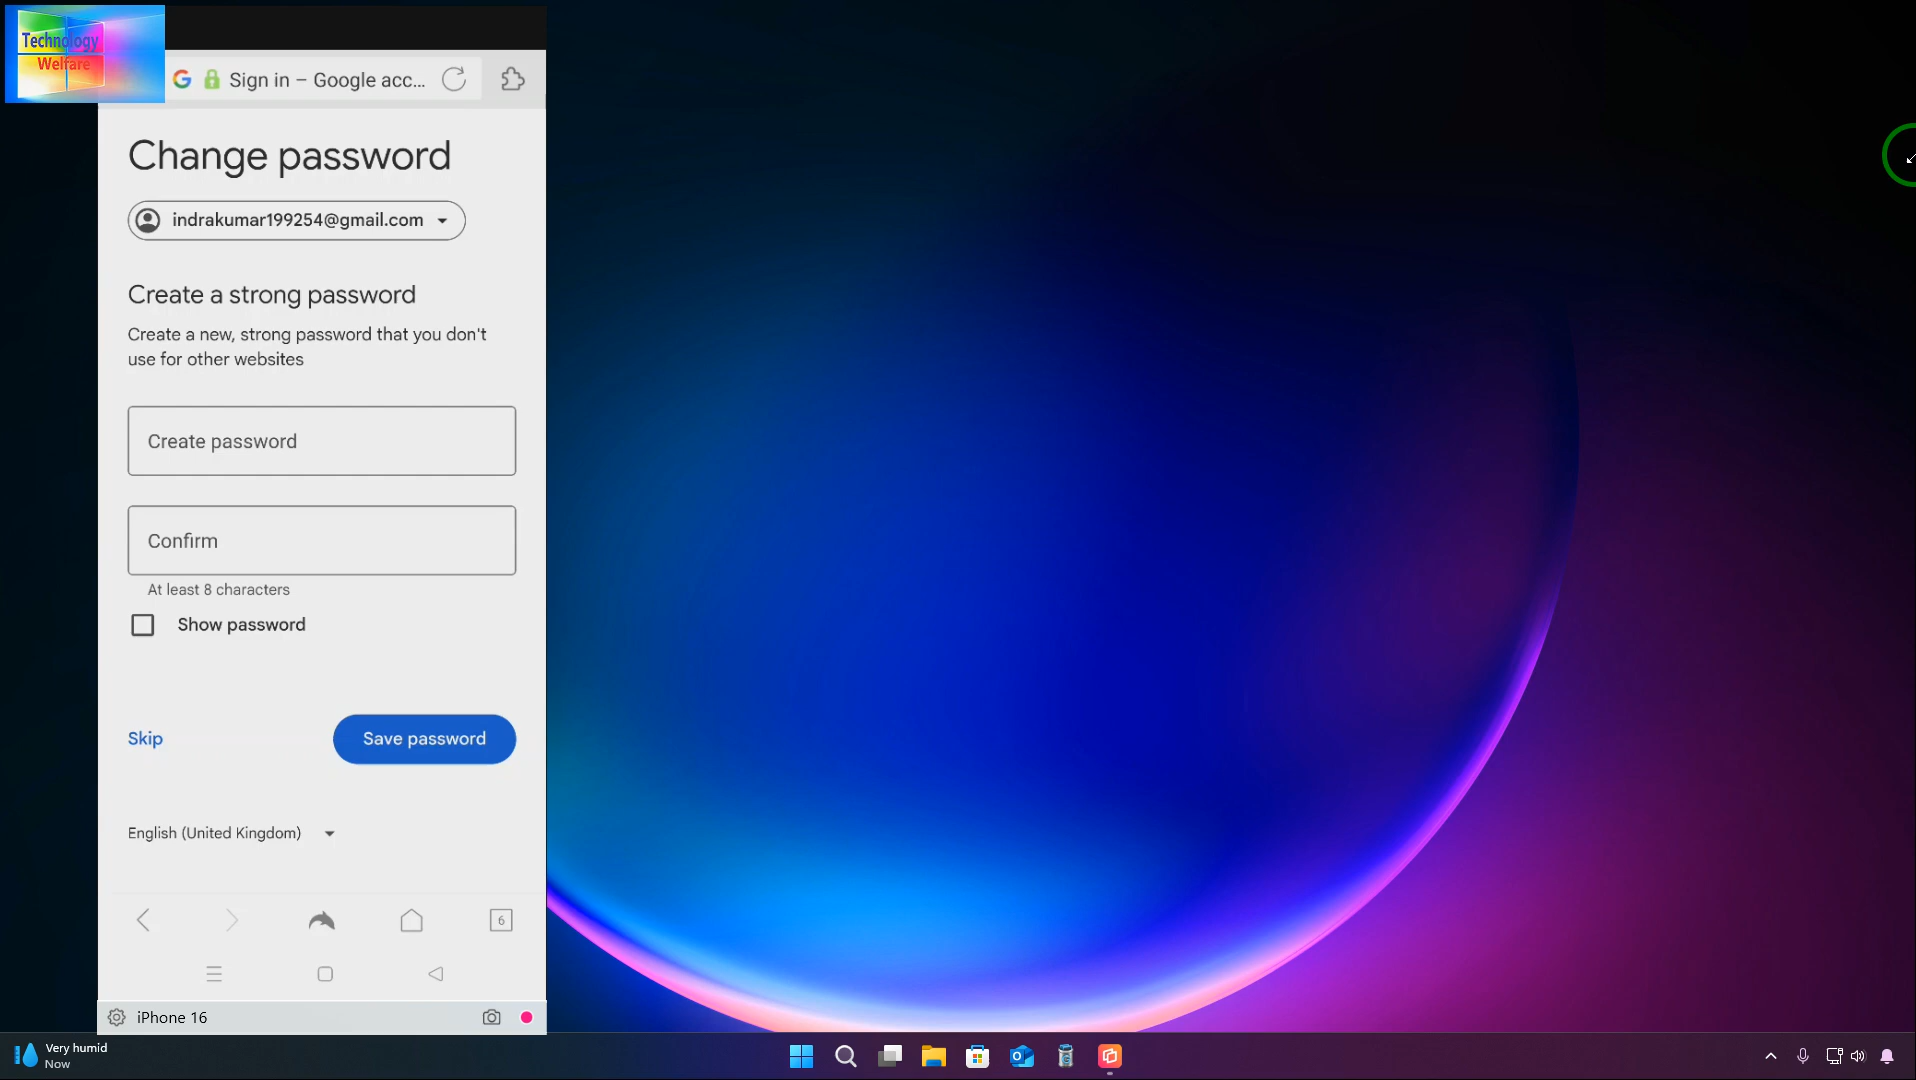 Technology
Welfare
Sign in – Google acc...
Change password
indrakumar199254@gmail.com
Create a strong password
Create a new, strong password that you don't
use for other websites
Create password
Confirm
At least 8 characters
Show password
Skip
Save password
English (United Kingdom)
6
iPhone 16
Very humid
Now